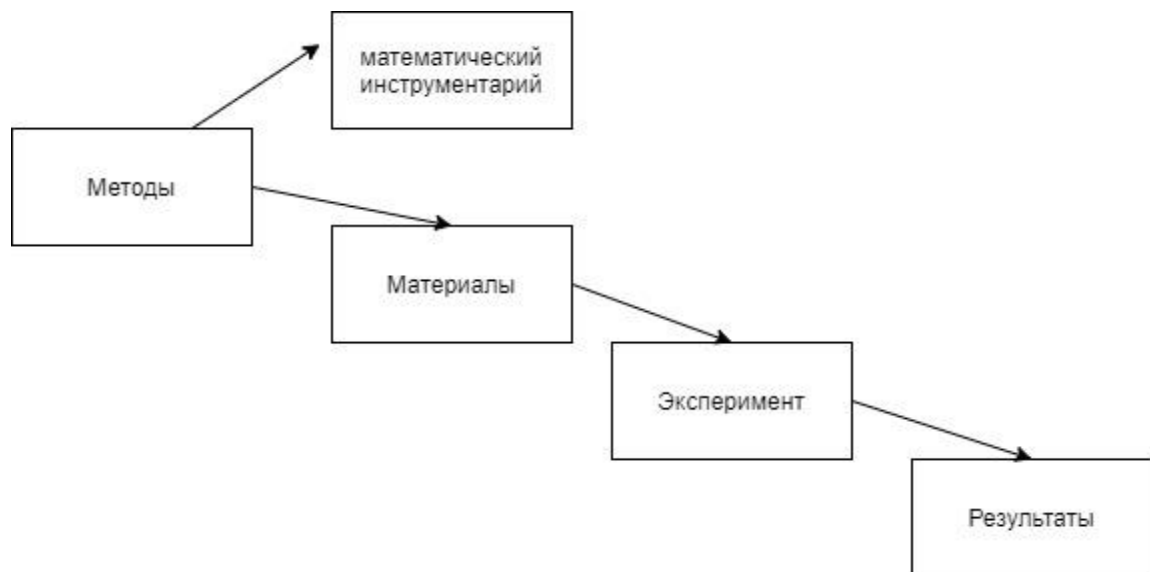 математический
инструментарий
Методы
Материалы
Эксперимент
Результаты